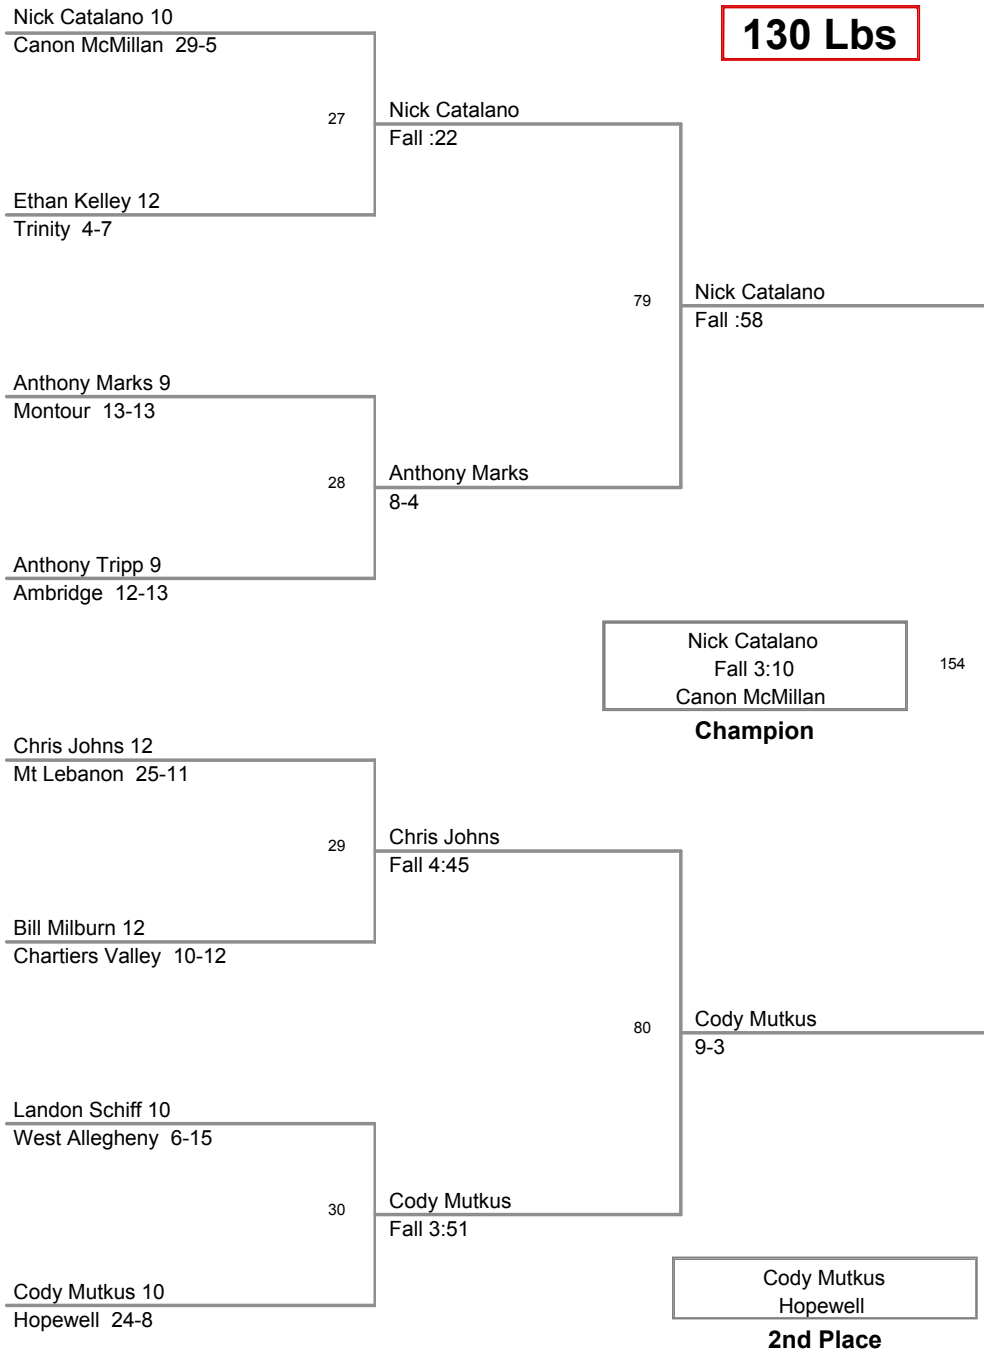 Nick Catalano 10
Canon McMillan 29-5
130 Lbs
27
Nick Catalano
Fall :22
Ethan Kelley 12
Trinity 4-7
79
Nick Catalano
Fall :58
Anthony Marks 9
Montour 13-13
28
Anthony Marks
8-4
Anthony Tripp 9
Ambridge 12-13
Nick Catalano
Fall 3:10
Canon McMillan
154
Champion
Chris Johns 12
Mt Lebanon 25-11
29
Chris Johns
Fall 4:45
Bill Milburn 12
Chartiers Valley 10-12
80
Cody Mutkus
9-3
Landon Schiff 10
West Allegheny 6-15
30
Cody Mutkus
Fall 3:51
Cody Mutkus 10
Hopewell 24-8
Cody Mutkus
Hopewell
2nd Place